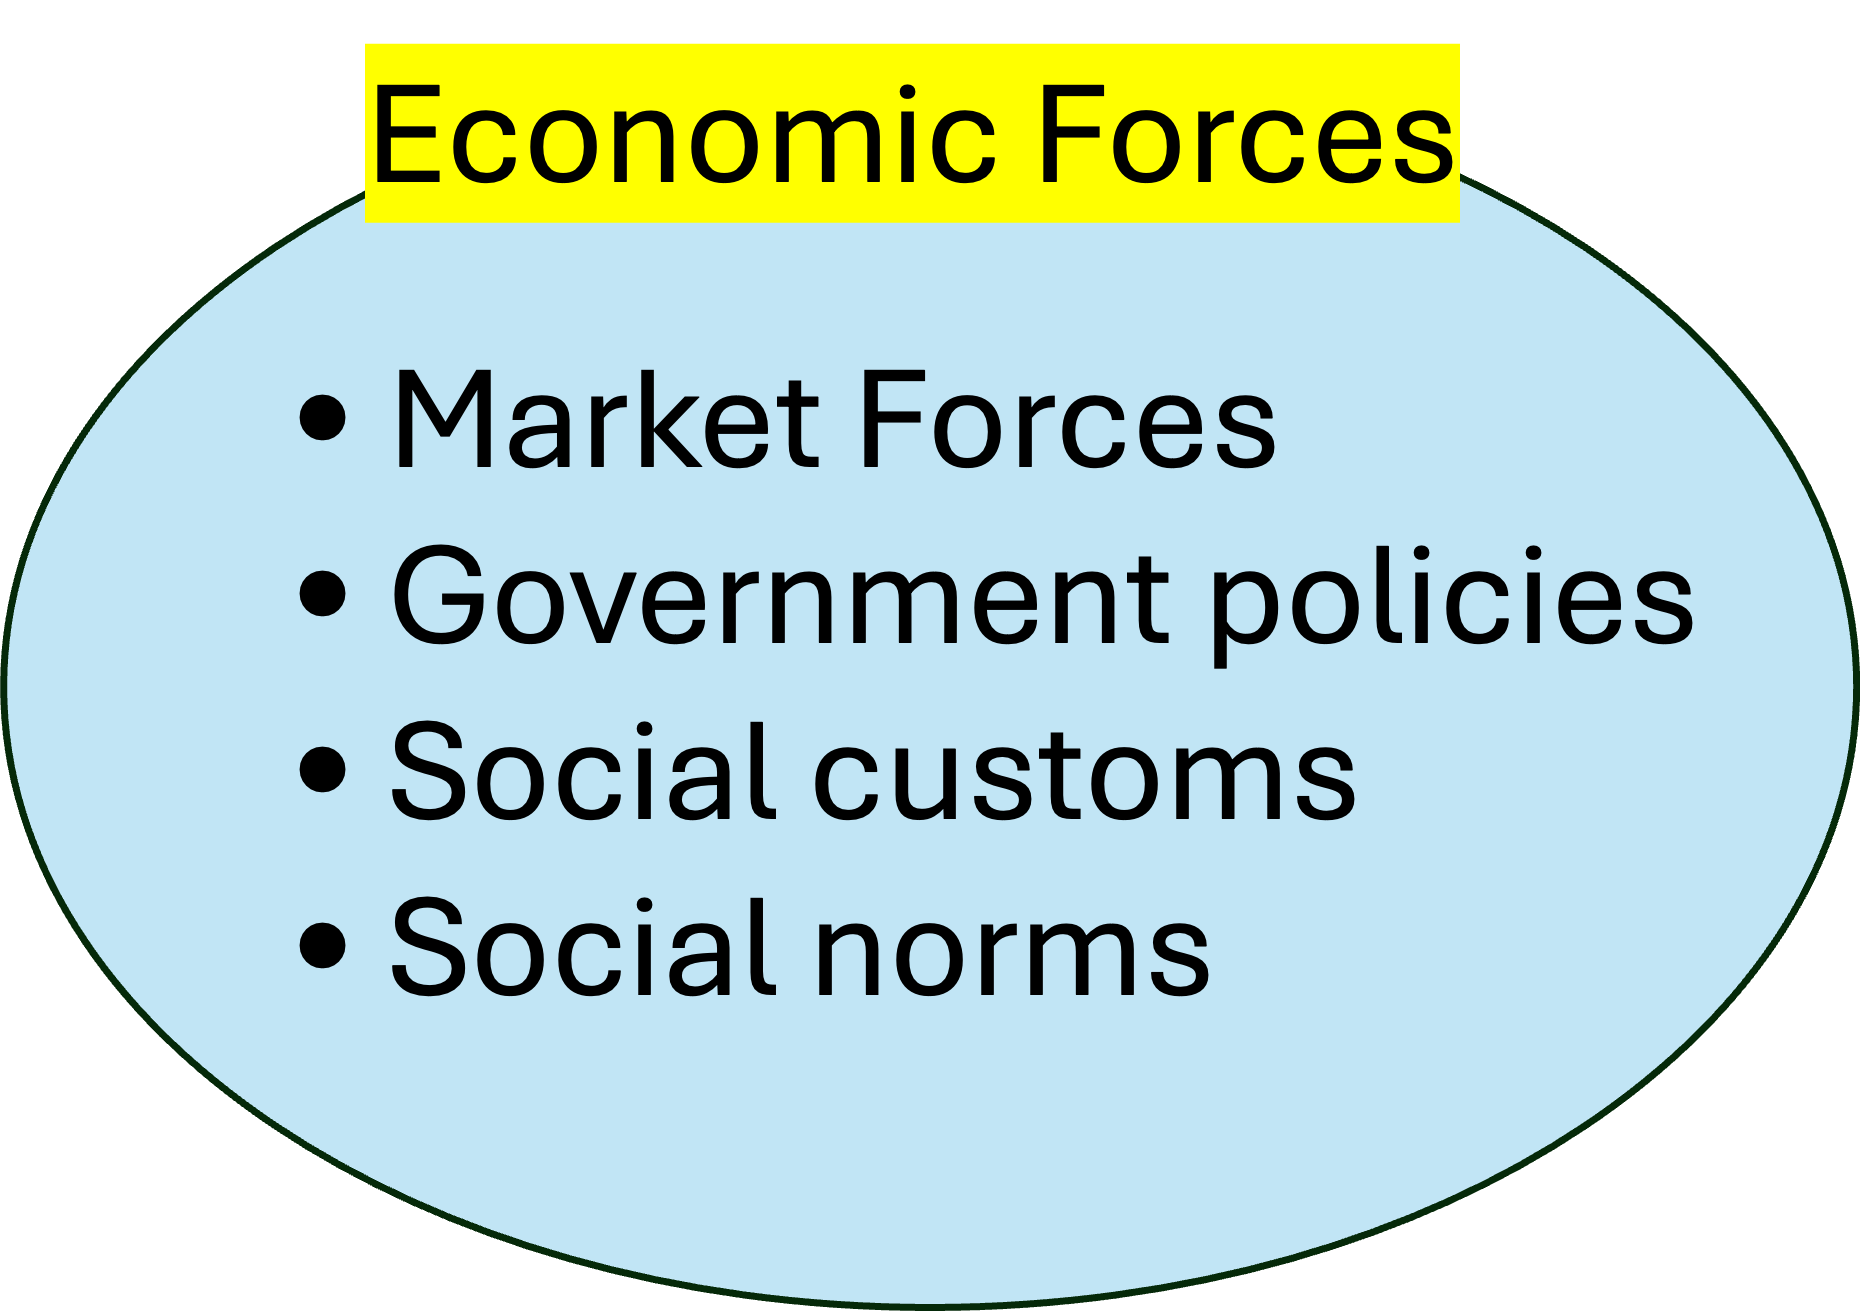 Economic Forces
• Market Forces
• Government policies
• Social customs
• Social norms